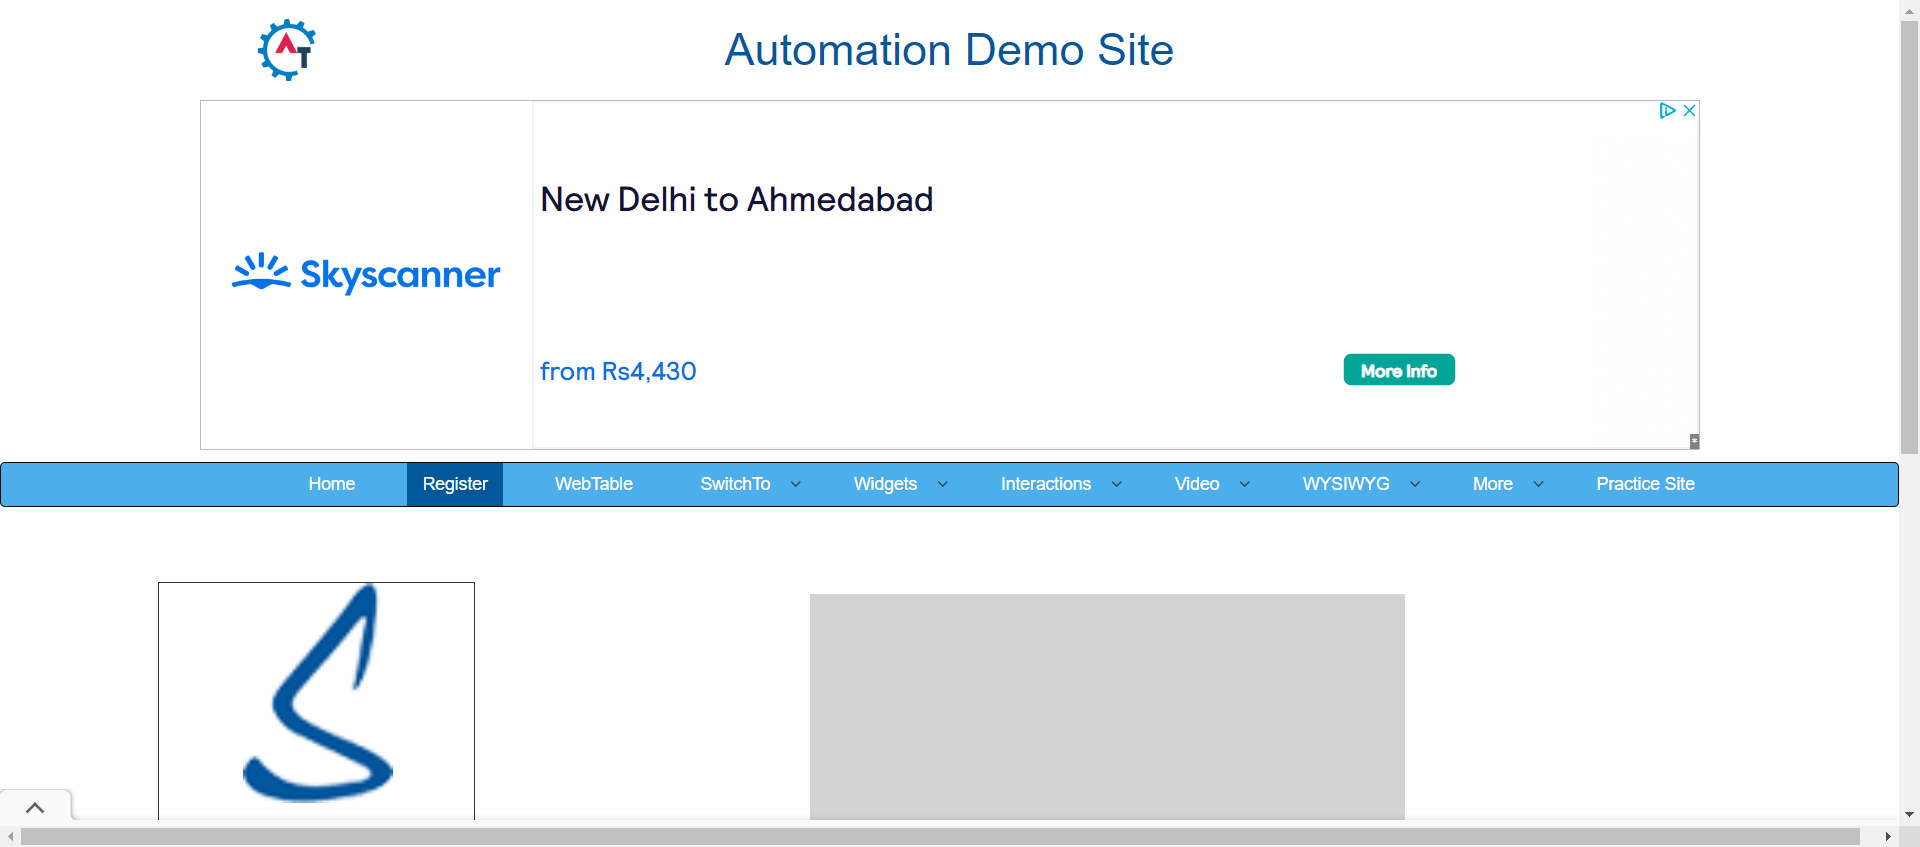 AT
Automation Demo Site
New Delhi to Ahmedabad
Skyscanner
from Rs4,430
More Info
Home Register WebTable SwitchTo Widgets Interactions Video WYSIWYG More Practice Site